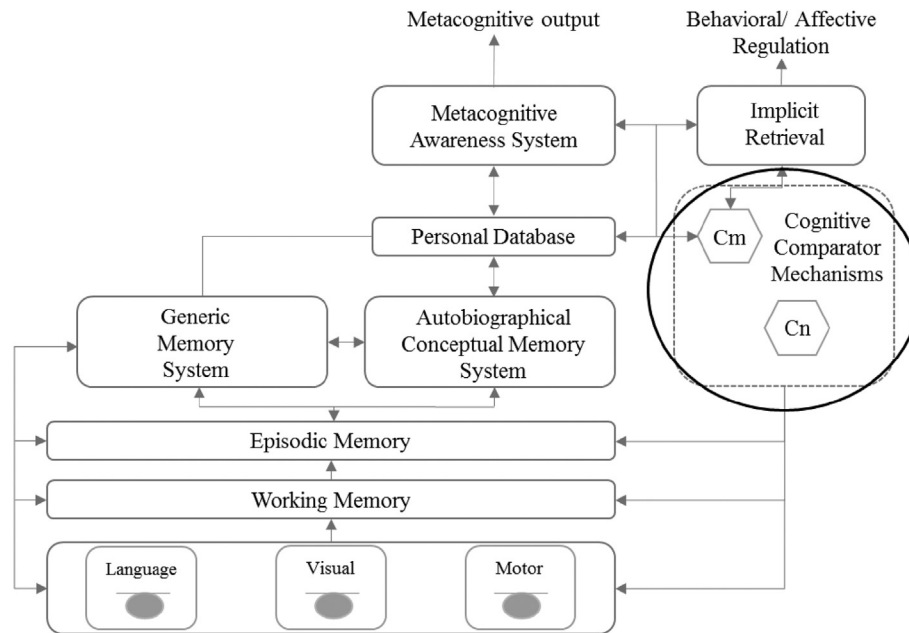 Metacognitive output
Behavioral/ Affective
Regulation
Metacognitive
Awareness System
Implicit
Retrieval
Personal Database
Cm
Cognitive
Comparator
Mechanisms
Cn
Generic
Memory
System
Autobiographical
Conceptual Memory
System
Episodic Memory
Working Memory
Language
Visual
Motor